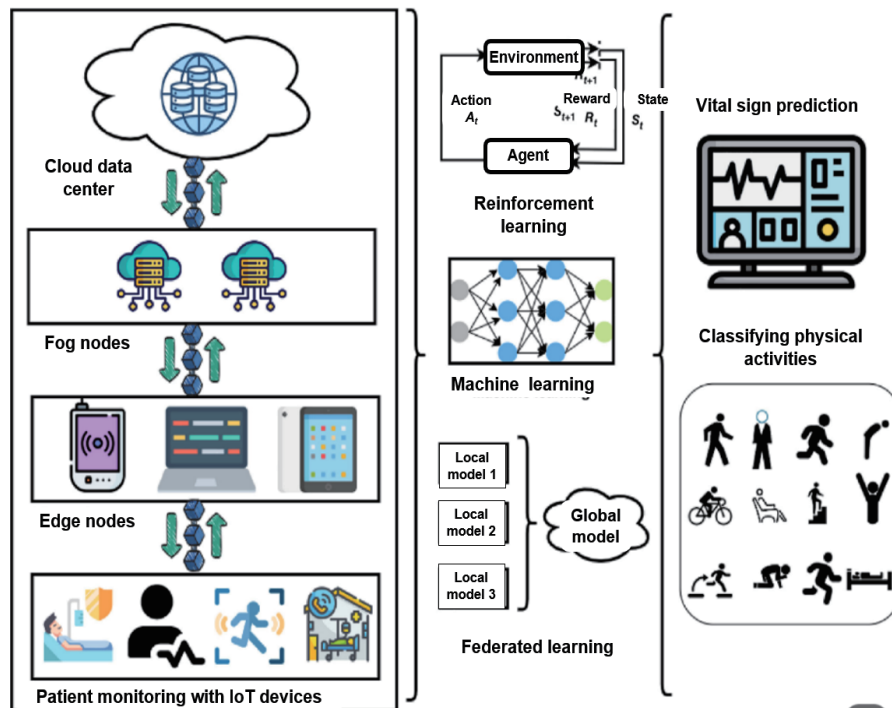 Cloud data
center
Fog nodes
Edge nodes
Patient monitoring with IoT devices
Environment
R_{t+1}
Action
A_t
Reward
S_{t+1} R_t
State
S_t
Agent
Reinforcement
learning
Machine learning
Local
model 1
Local
model 2
Local
model 3
Global
model
Federated learning
Vital sign prediction
Classifying physical
activities